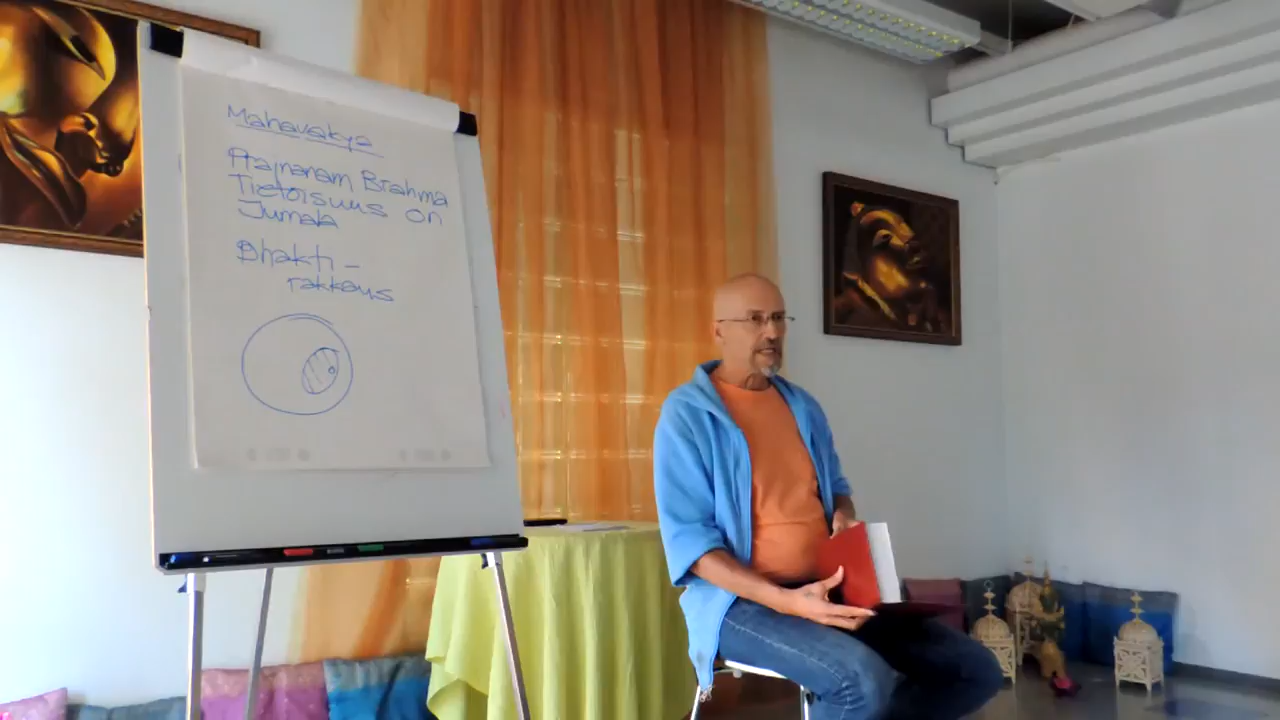 Mahavakya
Prajnanam Brahma
Tietoisuus on
Jumala
Bhakti-
rakkaus